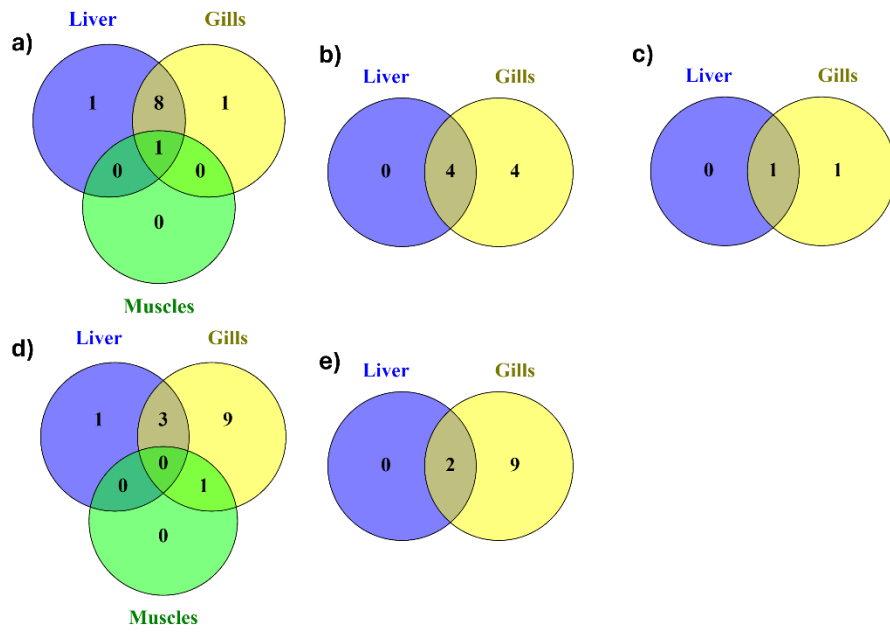 Liver Gills
a) b) c)
Liver Gills Liver Gills
1 8 1
1
0 0
0 4 4 0 1 1
0
Muscles
Liver Gills
d) e)
Liver Gills
1 3 9
0
0 1
0 2 9
0
Muscles